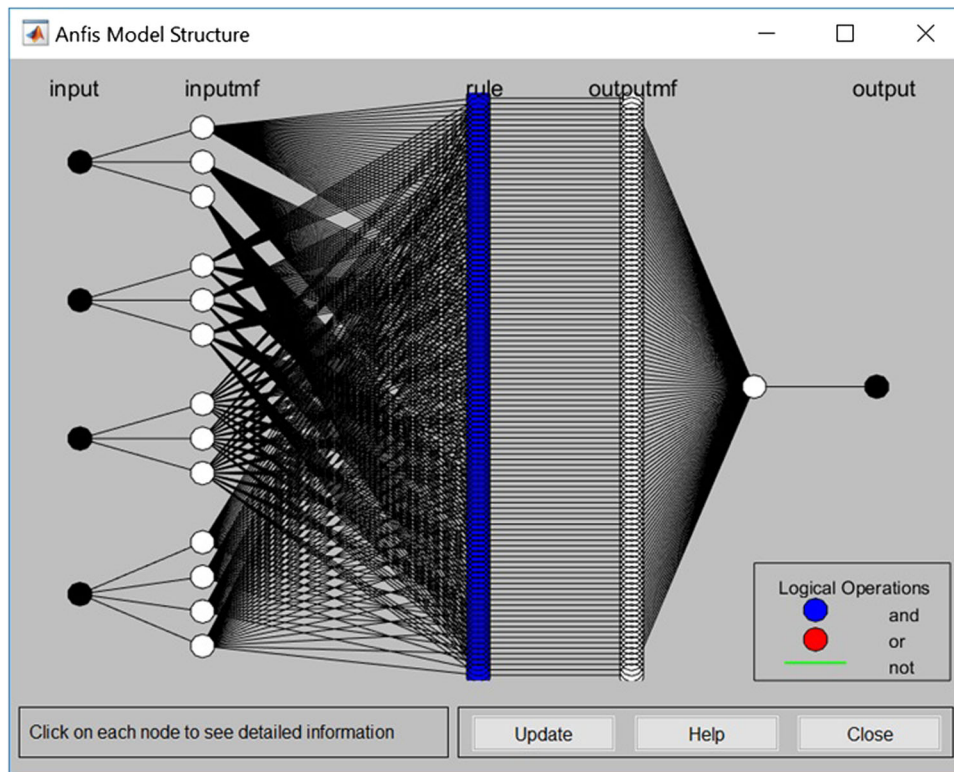 Anfis Model Structure
input inputmf rule outputmf output
Logical Operations
and
or
not
Click on each node to see detailed information
Update Help Close